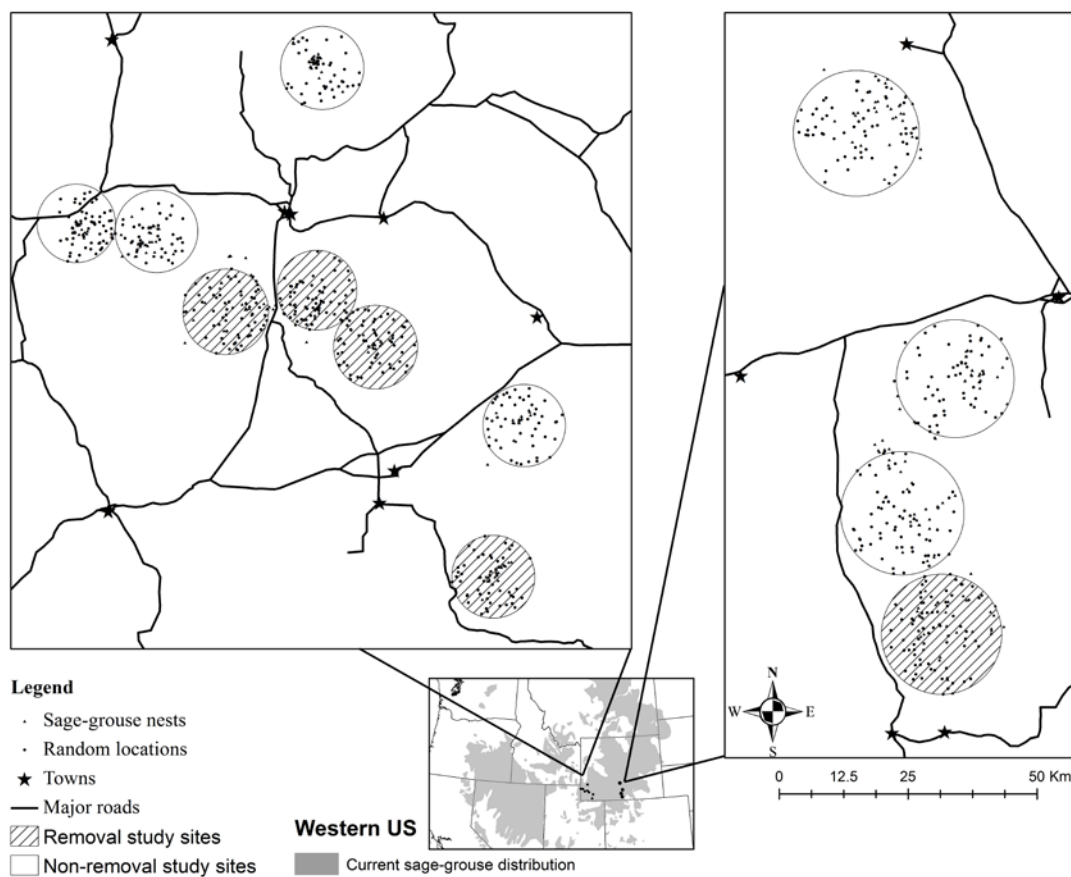 N
W
E
S
0 12.5 25 50 Km
Legend
Sage-grouse nests
Random locations
Towns
Major roads
Removal study sites
Non-removal study sites
Western US
Current sage-grouse distribution